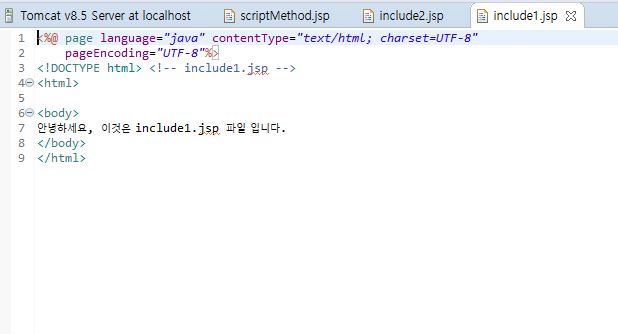 Tomcat v8.5 Server at localhost scriptMethod.jsp include2.jsp include1.jsp
1 <%@ page language="java" contentType="text/html; charset=UTF-8"
2 pageEncoding="UTF-8"%>
3 <!DOCTYPE html> <!-- include1.jsp -->
4 <html>
5
6 <body>
7 안녕하세요, 이것은 include1.jsp 파일 입니다.
8 </body>
9 </html>